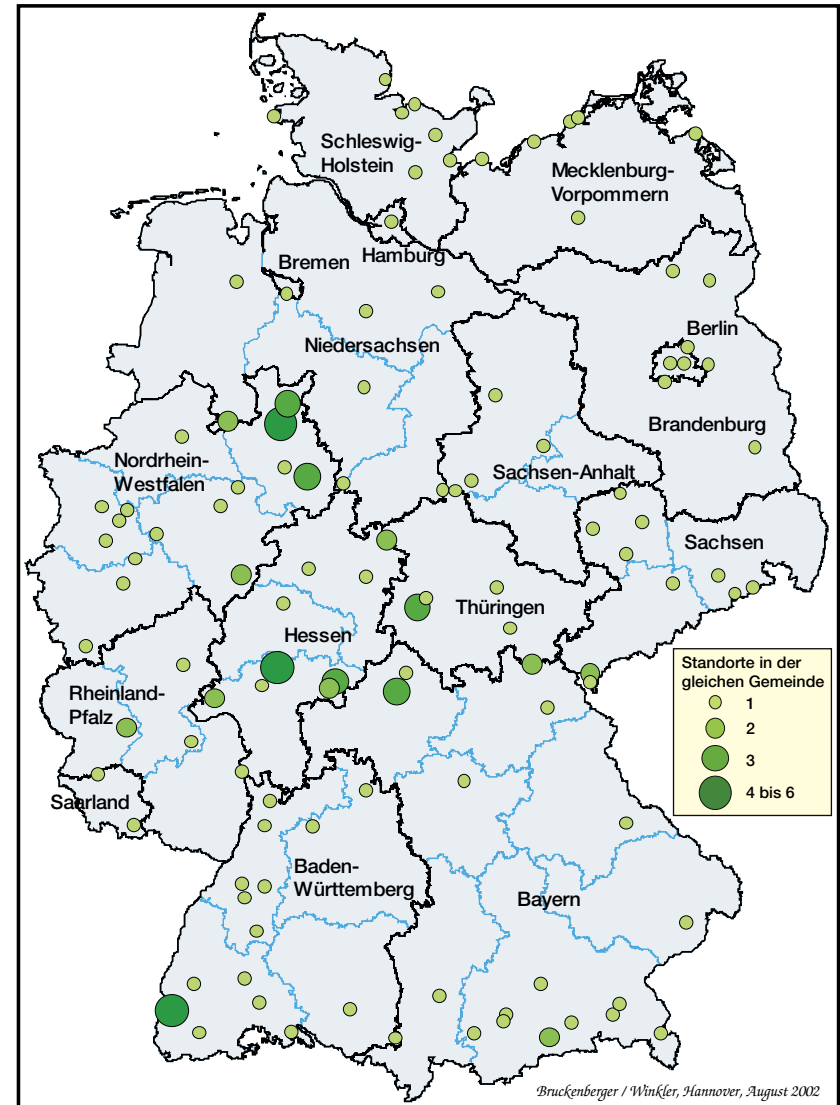 Schleswig-
Holstein
Mecklenburg-
Vorpommern
Hamburg
Bremen
Niedersachsen
Berlin
Brandenburg
Nordrhein-
Westfalen
Sachsen-Anhalt
Sachsen
Thüringen
Hessen
Rheinland-
Pfalz
Saarland
Baden-
Württemberg
Bayern
Standorte in der
gleichen Gemeinde
1
2
3
4 bis 6
Bruckenberger / Winkler, Hannover, August 2002